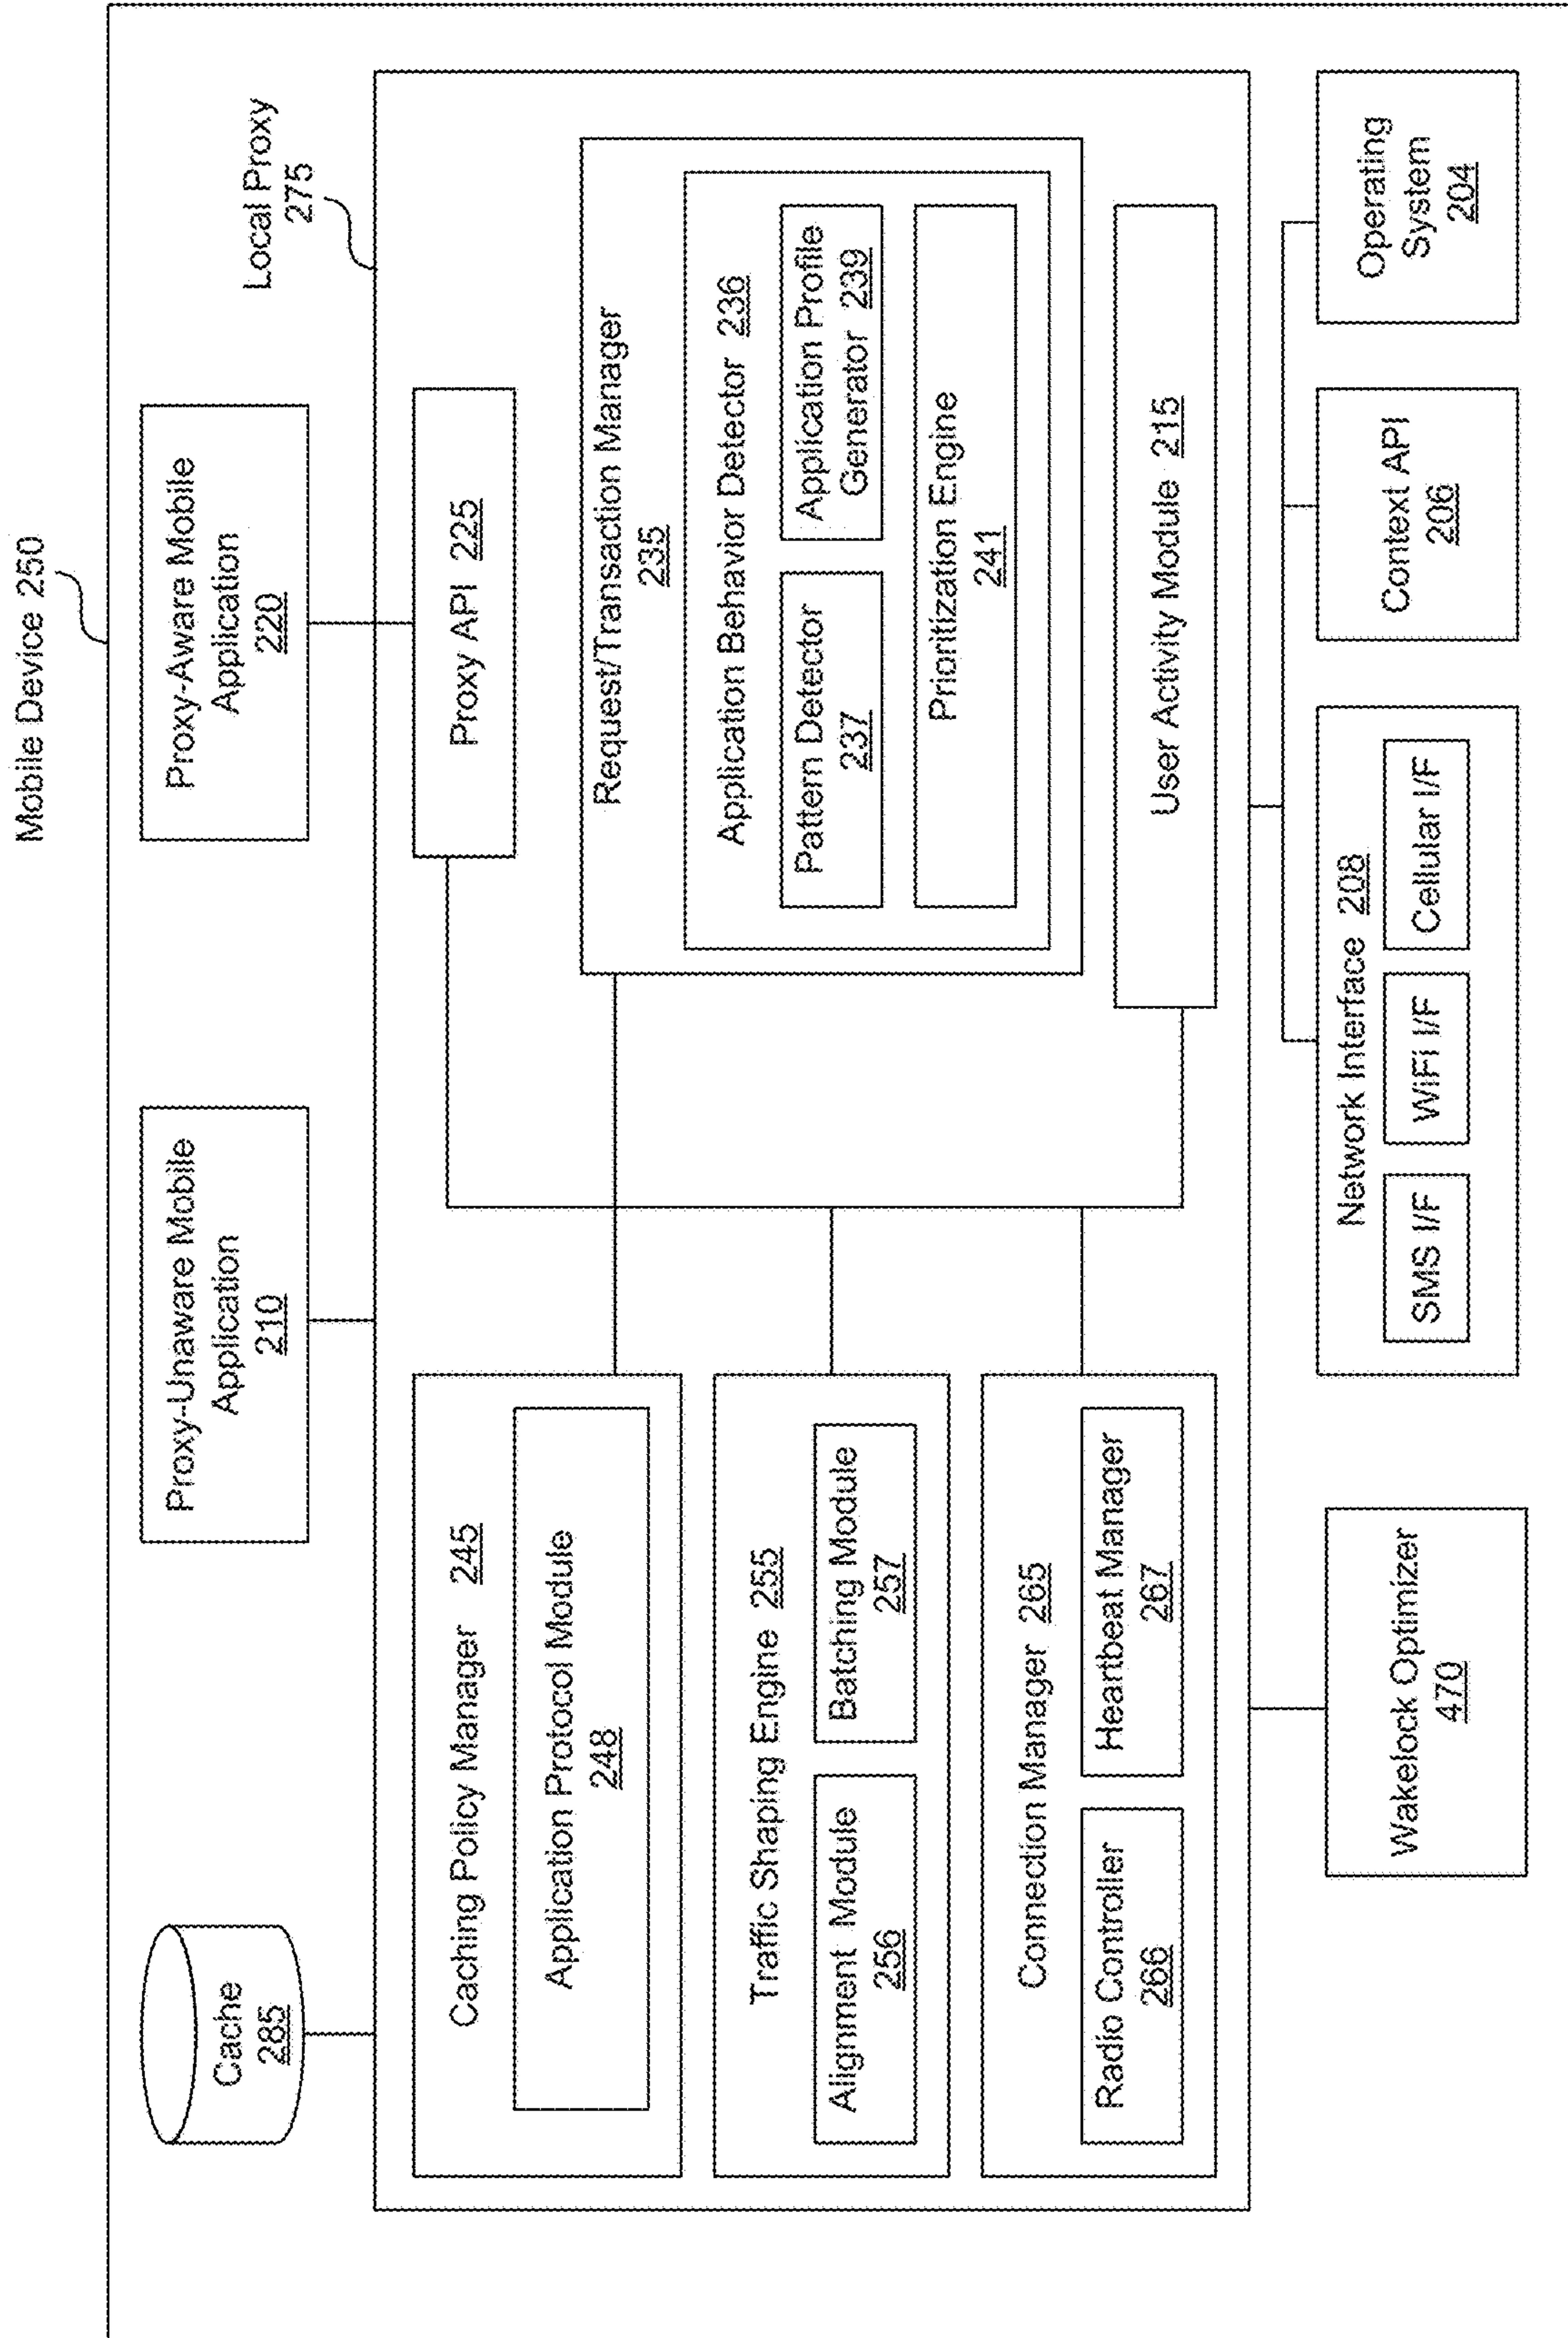 Mobile Device 250
Cache
285
Proxy-Unaware Mobile
Application
210
Proxy-Aware Mobile
Application
220
Local Proxy
275
Caching Policy Manager 245
Application Protocol Module
248
Traffic Shaping Engine 255
Alignment Module
256
Batching Module
257
Connection Manager 265
Radio Controller
266
Heartbeat Manager
267
Proxy API 225
Request/Transaction Manager
235
Application Behavior Detector 236
Pattern Detector
237
Application Profile
Generator 239
Prioritization Engine
241
User Activity Module 215
Wakelock Optimizer
470
Network Interface 208
SMS I/F
WiFi I/F
Cellular I/F
Context API
206
Operating
System
204